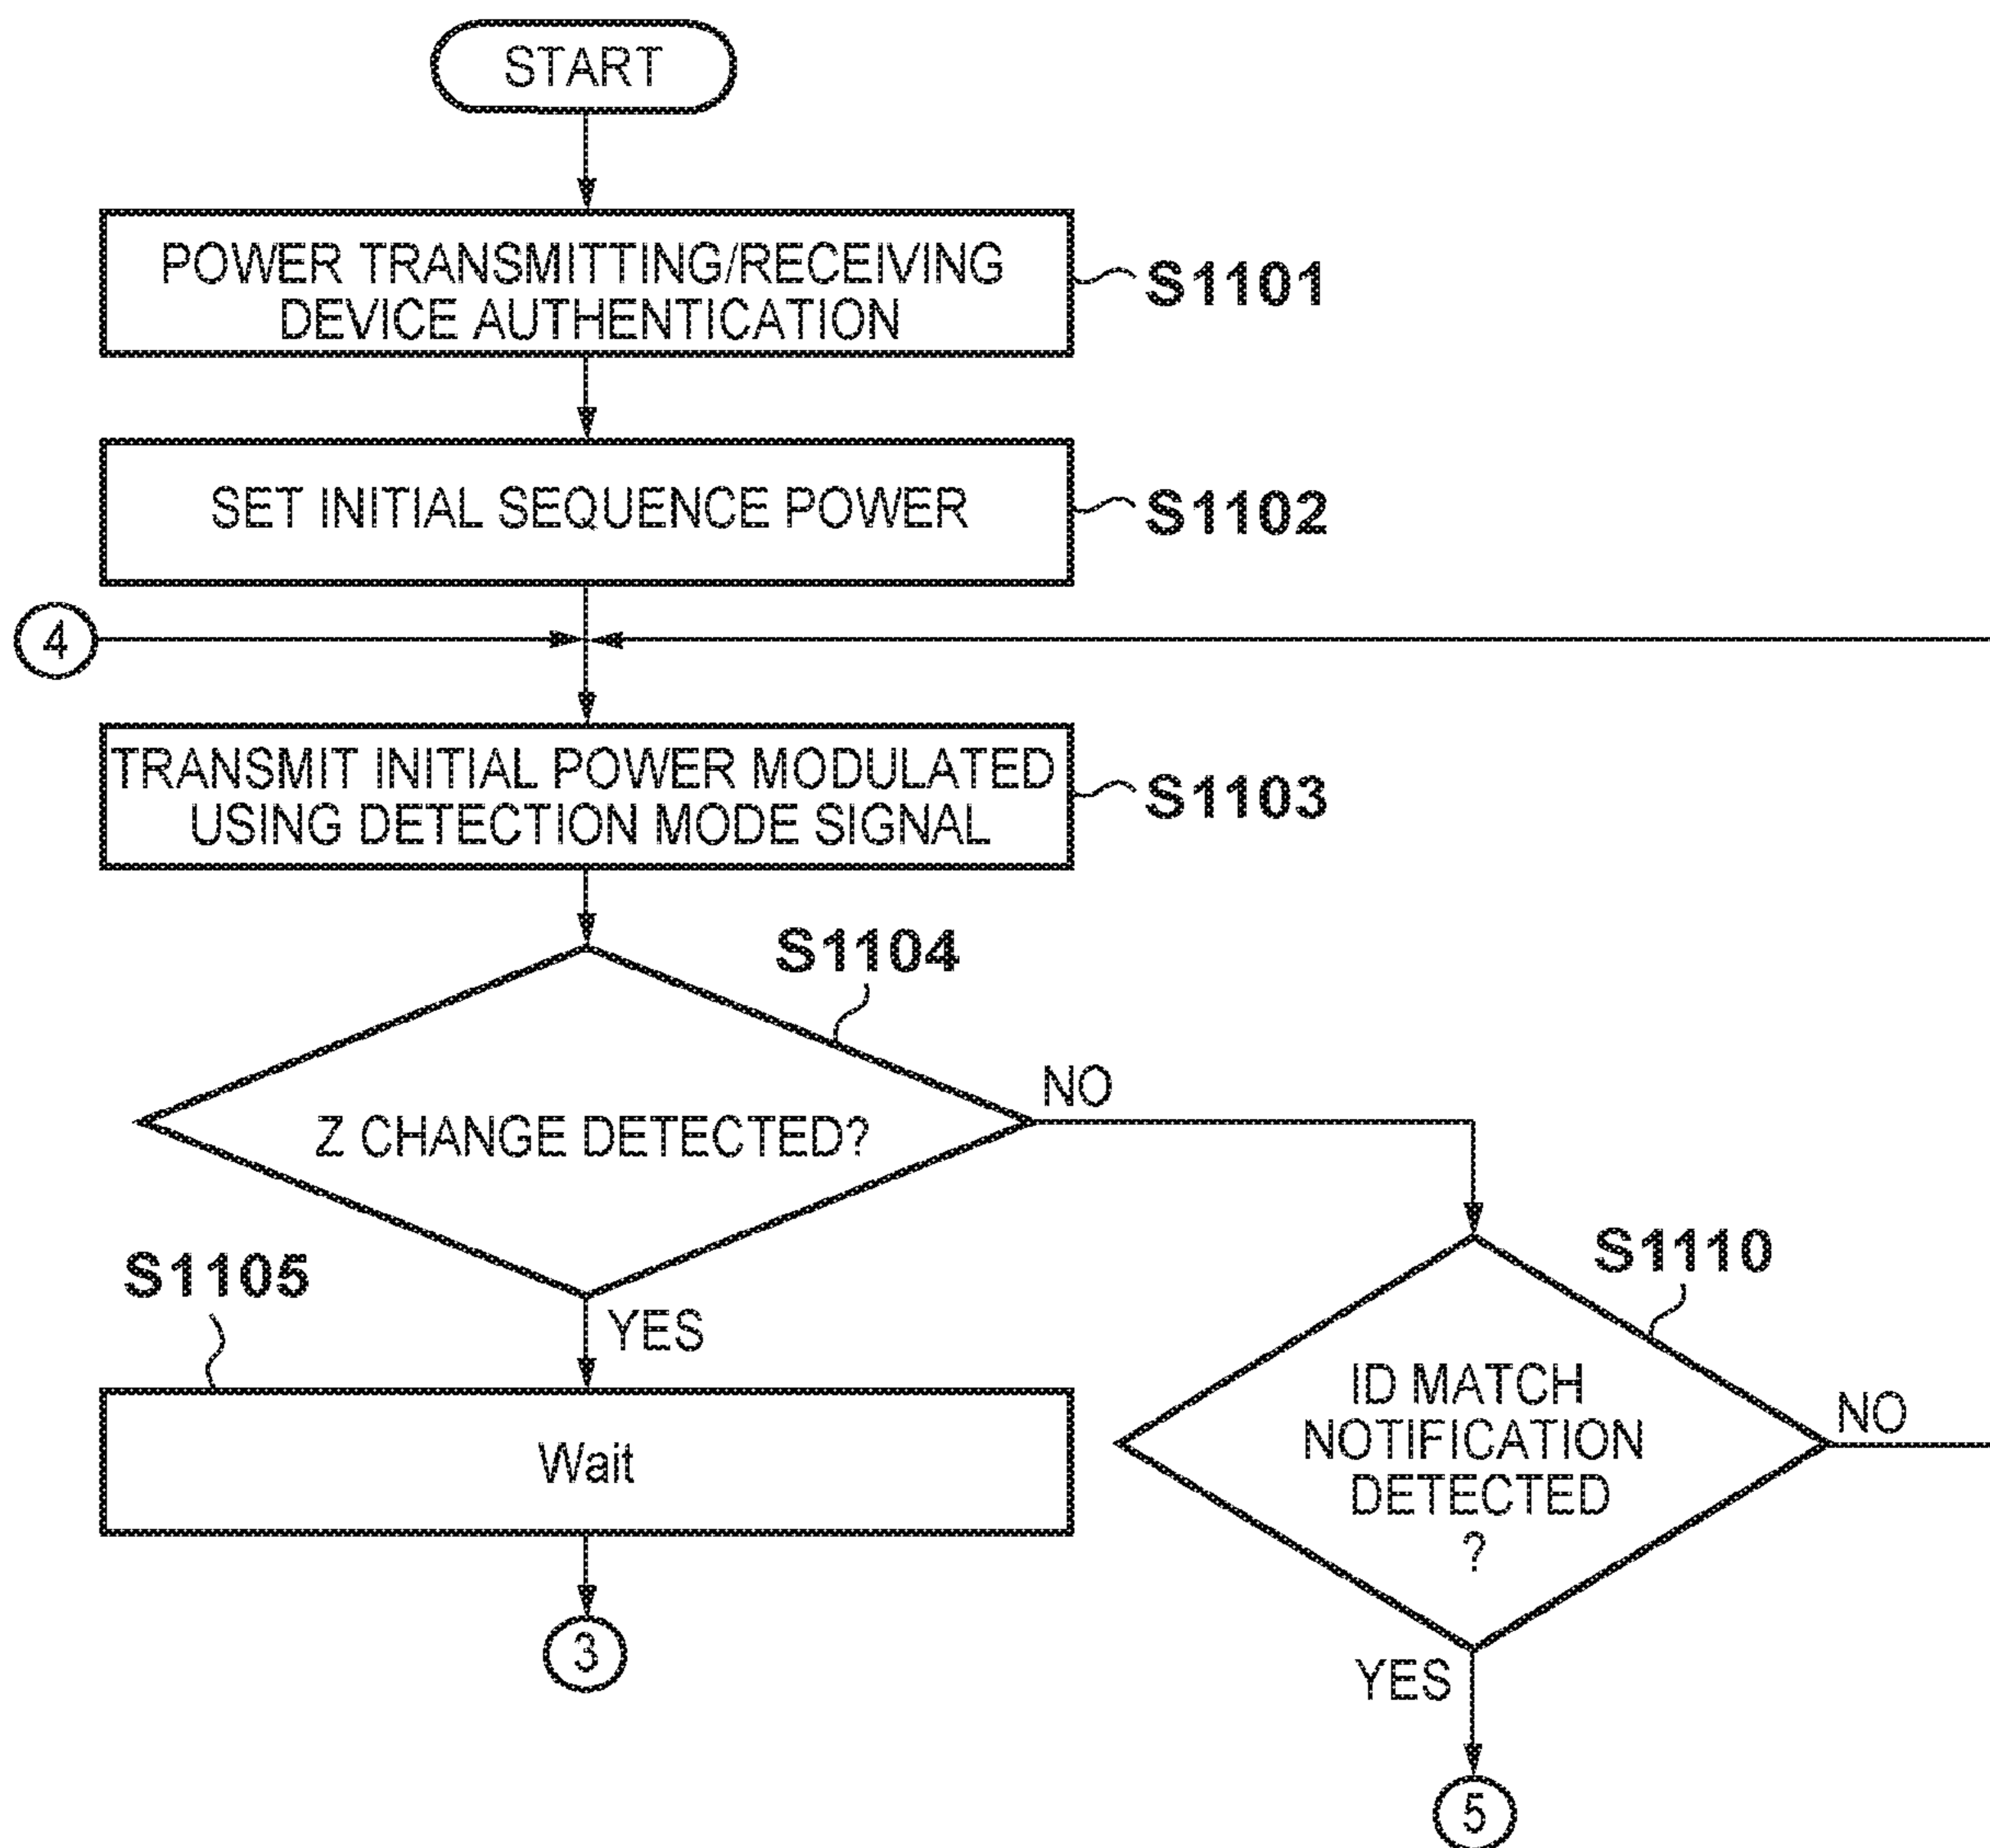 START
POWER TRANSMITTING/RECEIVING
DEVICE AUTHENTICATION
S1101
SET INITIAL SEQUENCE POWER
S1102
4
TRANSMIT INITIAL POWER MODULATED
USING DETECTION MODE SIGNAL
S1103
S1104
Z CHANGE DETECTED?
NO
YES
S1105
Wait
3
S1110
ID MATCH
NOTIFICATION
DETECTED
?
NO
YES
5